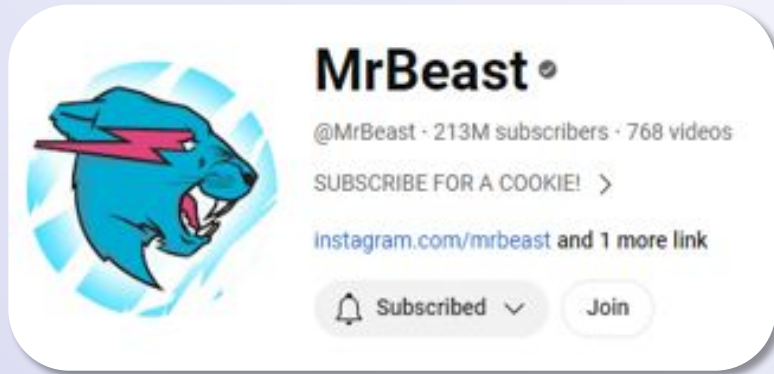 MrBeast
@MrBeast · 213M subscribers · 768 videos
SUBSCRIBE FOR A COOKIE!
instagram.com/mrbeast and 1 more link
Subscribed Join